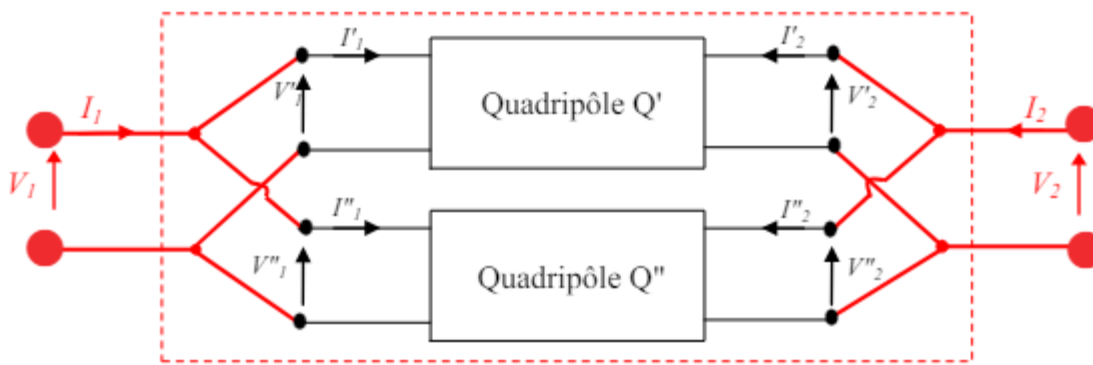 I'₁
I'₂
V'₁
Quadripôle Q'
V'₂
I₁
I₂
V₁
V₂
I"₁
I"₂
V"₁
Quadripôle Q"
V"₂